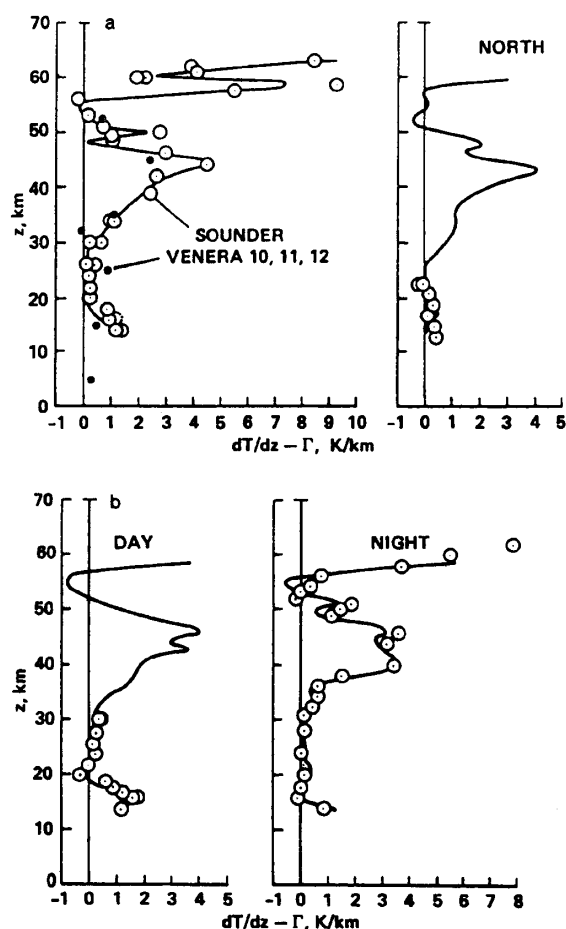 a
70
60
50
40
30
20
10
0
z, km
SOUNDER
VENERA 10, 11, 12
-1 0 1 2 3 4 5 6 7 8 9 10
dT/dz – Γ, K/km
NORTH
-1 0 1 2 3 4 5
b
70
60
50
40
30
20
10
0
z, km
DAY
-1 0 1 2 3 4 5
NIGHT
-1 0 1 2 3 4 5 6 7 8
dT/dz – Γ, K/km